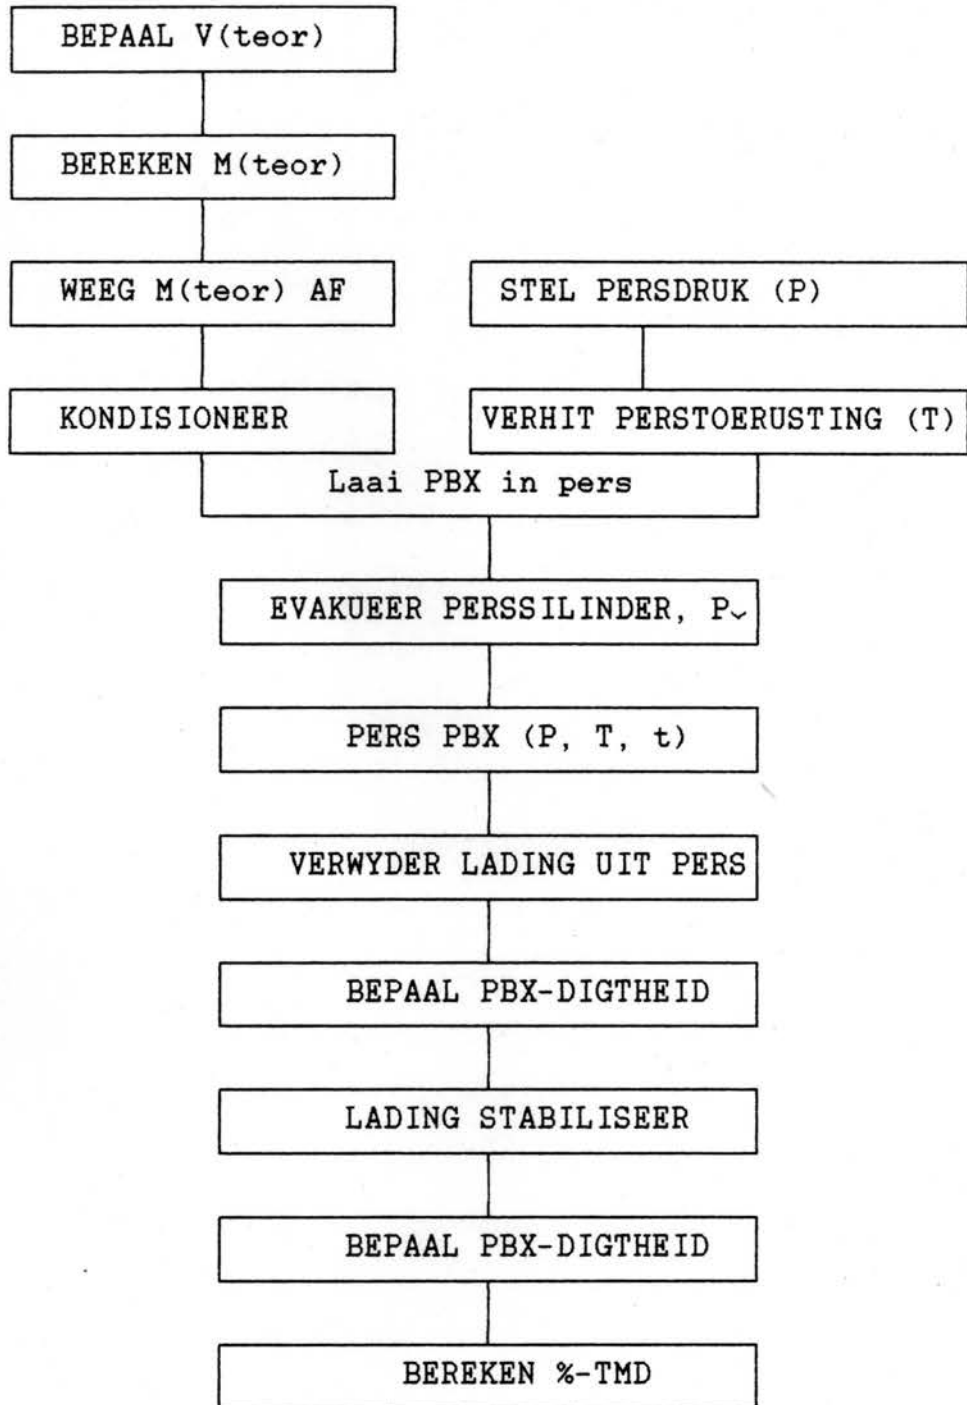 BEPAAL V(teor)
BEREKEN M(teor)
WEEG M(teor) AF
KONDISIONEER
STEL PERSDRUK (P)
VERHIT PERSTOERUSTING (T)
Laai PBX in pers
EVAKUEER PERSSILINDER, Pᵥ
PERS PBX (P, T, t)
VERWYDER LADING UIT PERS
BEPAAL PBX-DIGTHEID
LADING STABILISEER
BEPAAL PBX-DIGTHEID
BEREKEN %-TMD